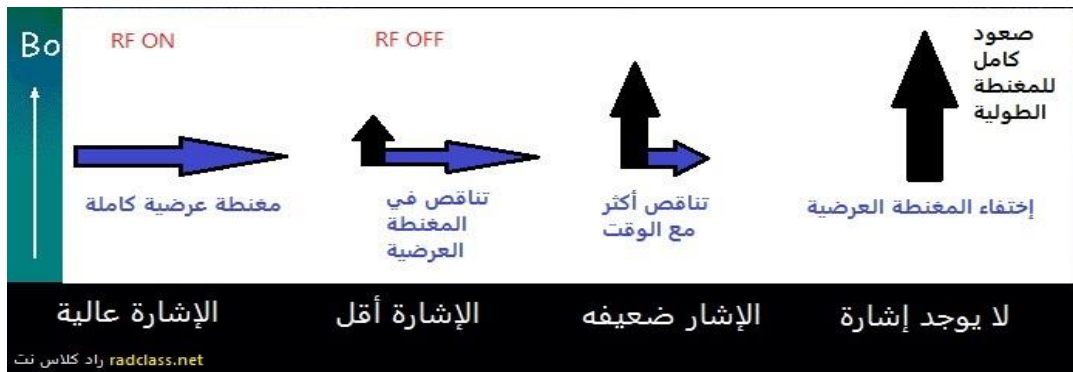 Bo
RF ON
RF OFF
صعود
كامل
للمغنطة
الطولية
مغنطة عرضية كاملة
تناقص في
المغنطة
العرضية
تناقص أكثر
مع الوقت
إختفاء المغنطة العرضية
الإشارة عالية
الإشارة أقل
الإشار ضعيفه
لا يوجد إشارة
راد كلاس نت radclass.net